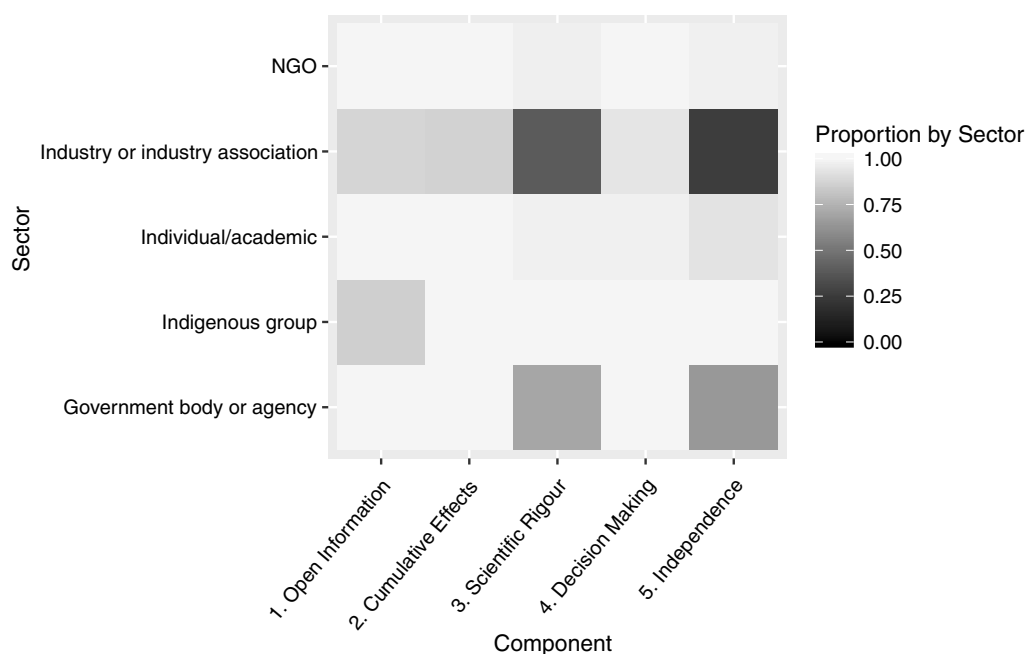 NGO
Industry or industry association
Individual/academic
Indigenous group
Government body or agency
Sector
1. Open Information
2. Cumulative Effects
3. Scientific Rigour
4. Decision Making
5. Independence
Component
Proportion by Sector
1.00
0.75
0.50
0.25
0.00